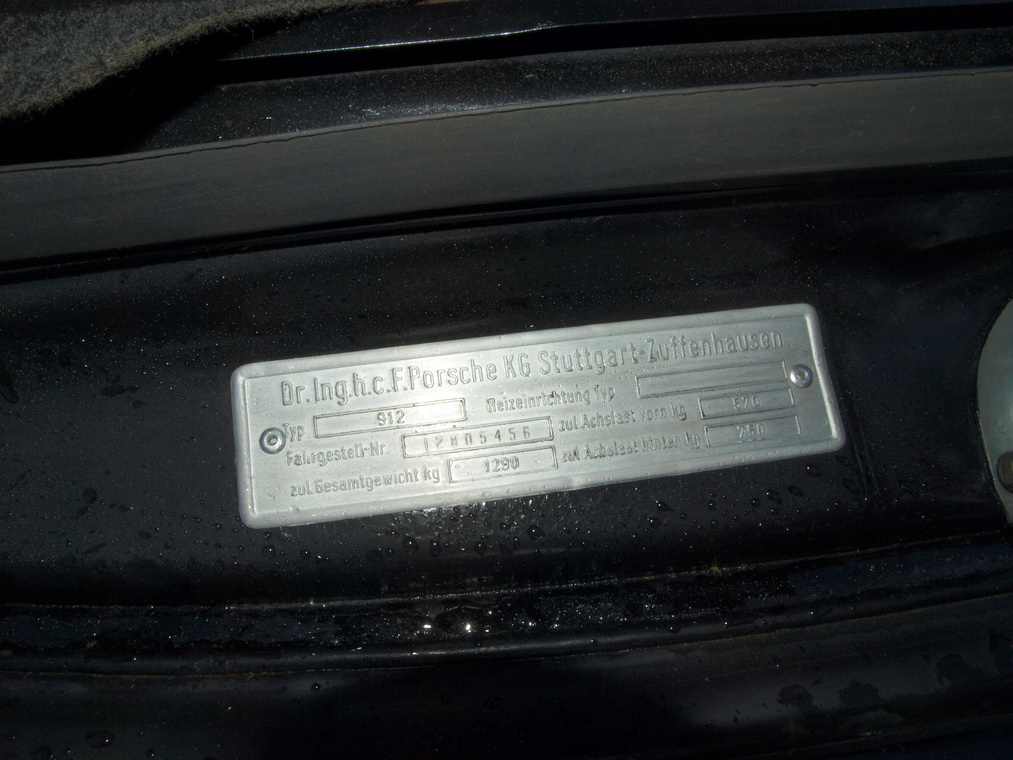 Dr. Ing.h.c.F.Porsche KG Stuttgart-Zuffenhausen
Typ 912 Heizeinrichtung Typ
Fahrgestell-Nr. 12805456 zul. Achslast vorn kg
zul. Gesamtgewicht kg 1290 zul. Achslast hinten kg 760